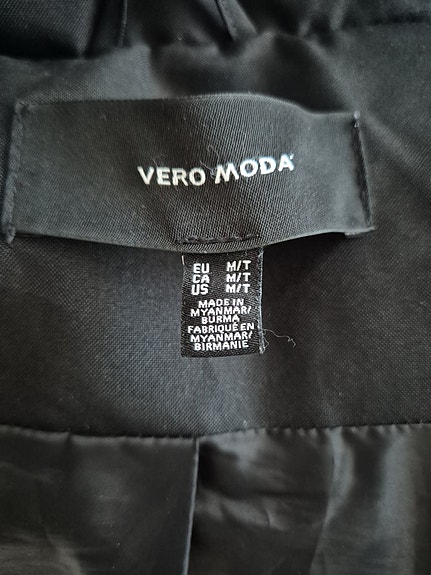 VERO MODA
EU M/T
CA M/T
US M/T
MADE IN
MYANMAR/
BURMA
FABRIQUÉ EN
MYANMAR/
BIRMANIE